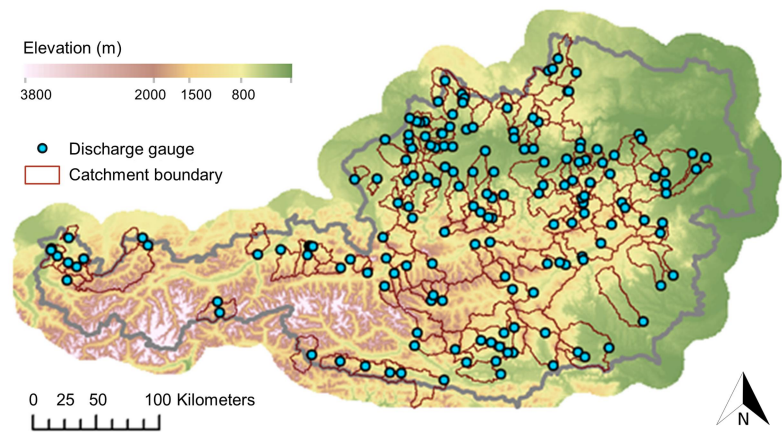 Elevation (m)
3800 2000 1500 800
Discharge gauge
Catchment boundary
0 25 50 100 Kilometers
N